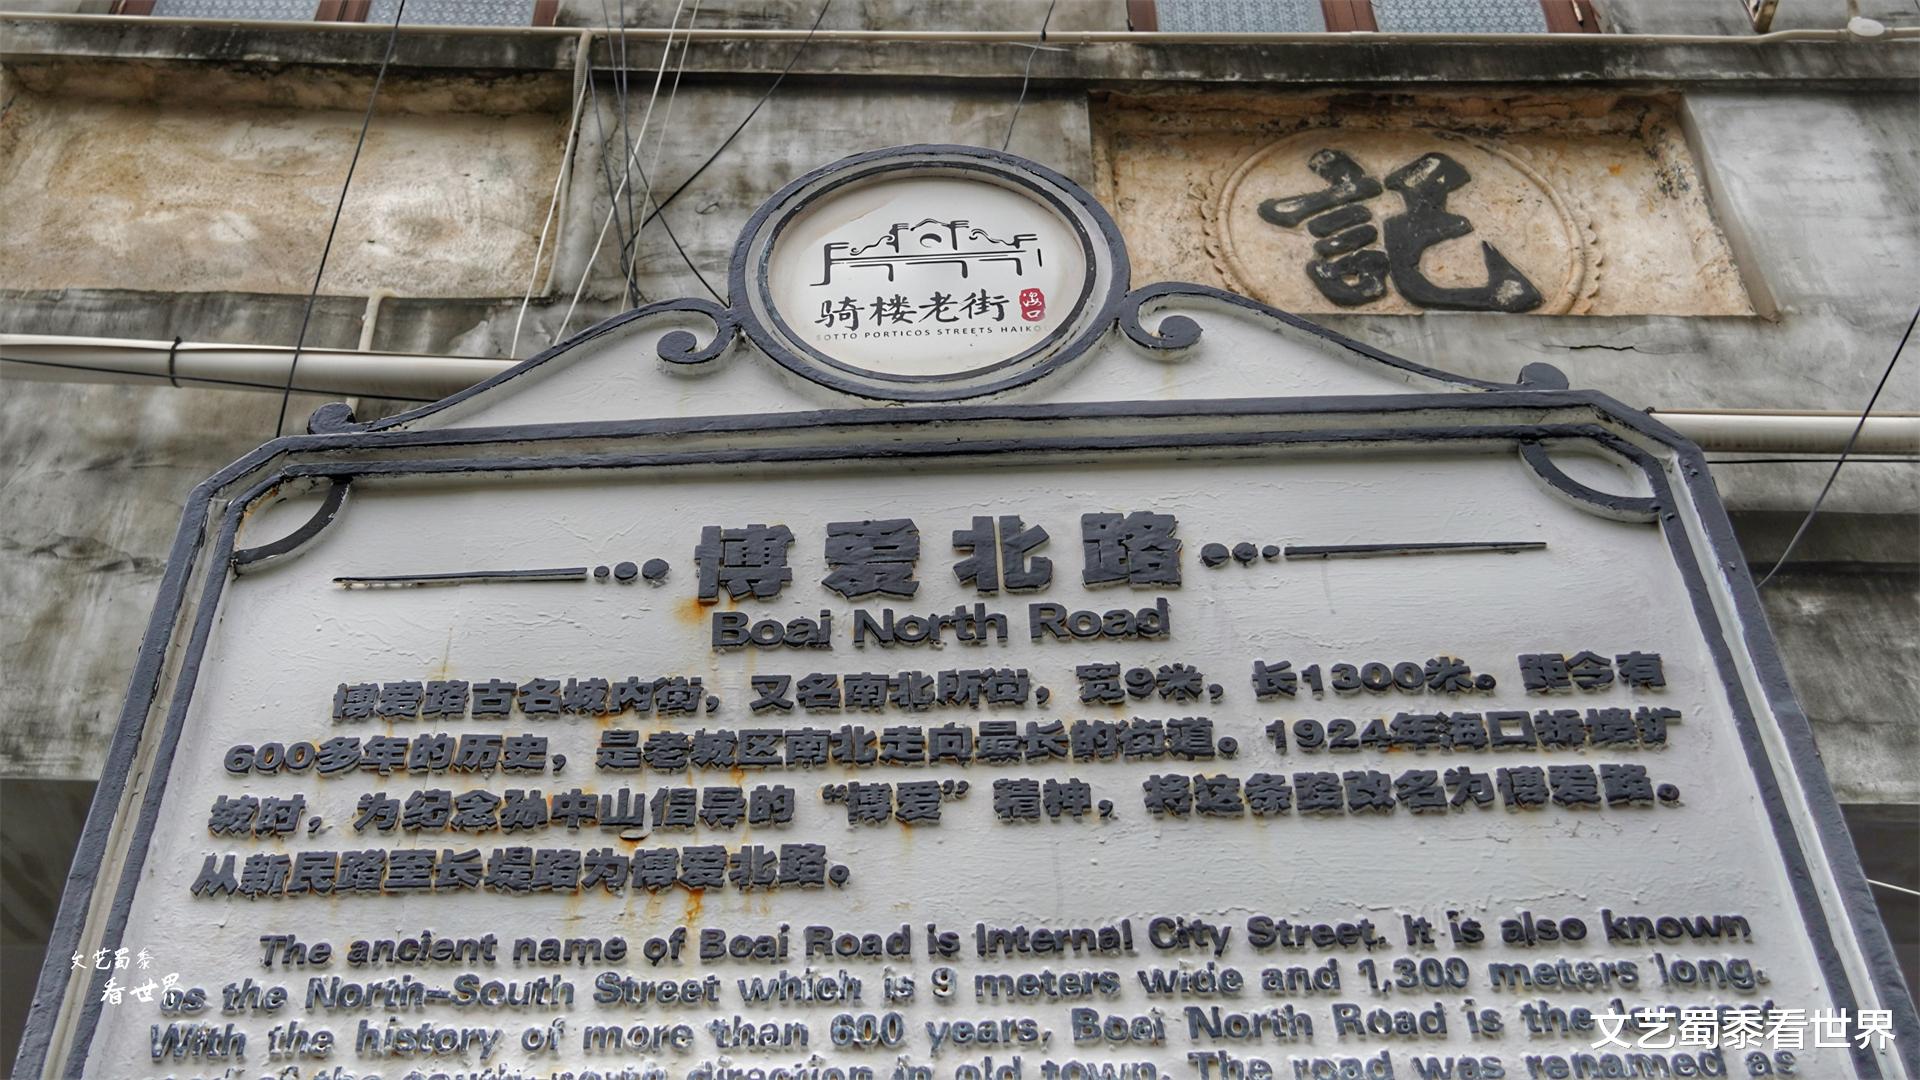 記
骑楼老街
海口
SOTTO PORTICOS STREETS HAIKOU
博爱北路
Boai North Road
博爱路古名城内街，又名南北所街，宽9米，长1300米。距今有
600多年的历史，是老城区南北走向最长的街道。1924年海口拆墙扩
城时，为纪念孙中山倡导的“博爱”精神，将这条路改名为博爱路。
从新民路至长堤路为博爱北路。
The ancient name of Boai Road is Internal City Street. It is also known
as the North-South Street which is 9 meters wide and 1,300 meters long.
With the history of more than 600 years, Boai North Road is the longest
direction in old town. The road was renamed as
文艺蜀黍
看世界
文艺蜀黍看世界